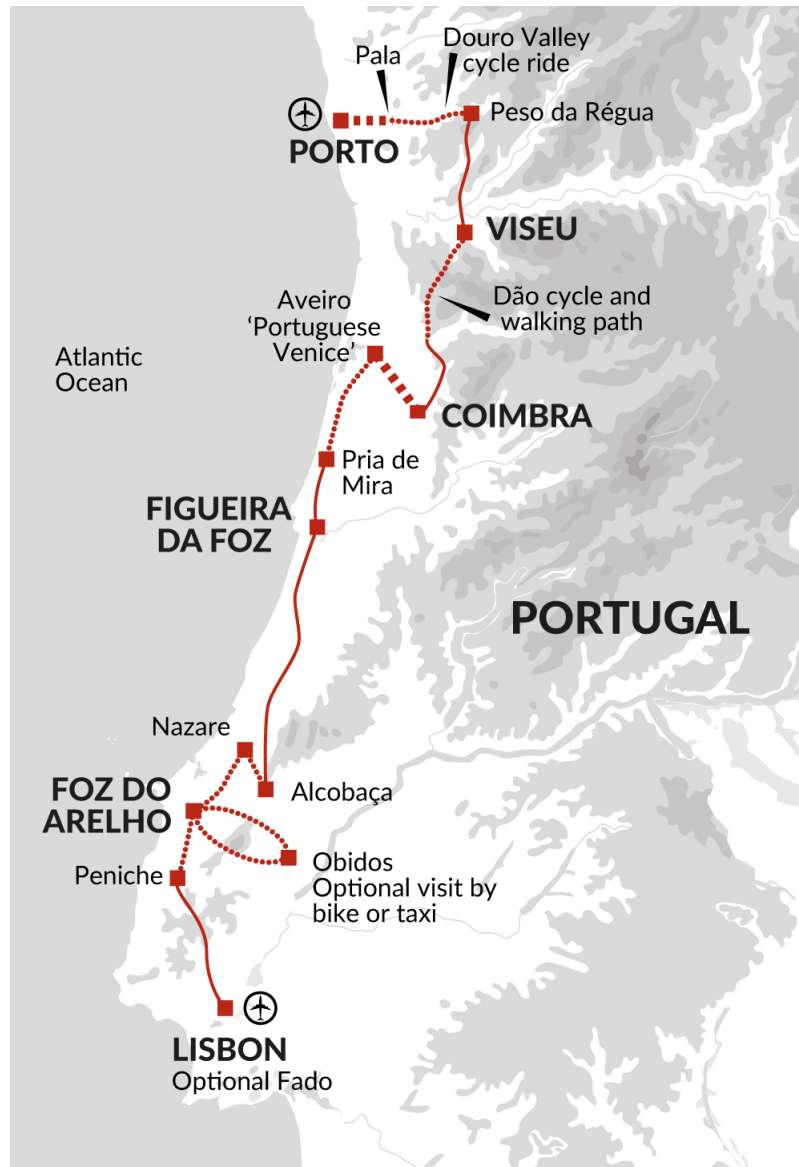 Douro Valley
cycle ride
Pala
Peso da Régua
PORTO
VISEU
Dão cycle and
walking path
Aveiro
‘Portuguese
Venice’
Atlantic
Ocean
COIMBRA
Pria de
Mira
FIGUEIRA
DA FOZ
PORTUGAL
Nazare
FOZ DO
ARELHO
Alcobaça
Peniche
Obidos
Optional visit by
bike or taxi
LISBON
Optional Fado